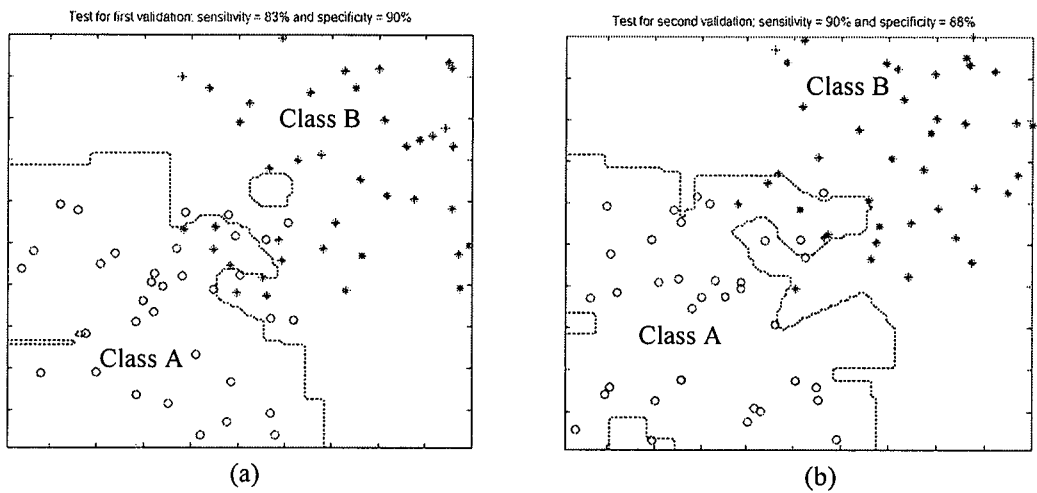 Test for first validation: sensitivity = 83% and specificity = 90%
Test for second validation: sensitivity = 90% and specificity = 88%
Class B
Class A
(a)
Class B
Class A
(b)